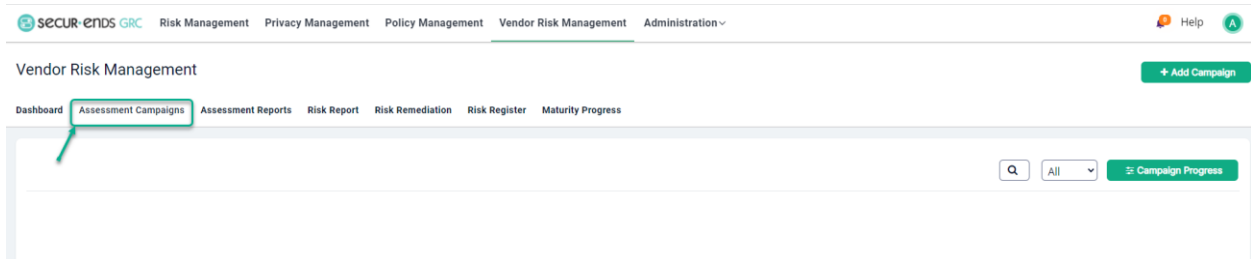 SECUR·ENDS GRC Risk Management Privacy Management Policy Management Vendor Risk Management Administration Help A
Vendor Risk Management + Add Campaign
Dashboard Assessment Campaigns Assessment Reports Risk Report Risk Remediation Risk Register Maturity Progress
All Campaign Progress